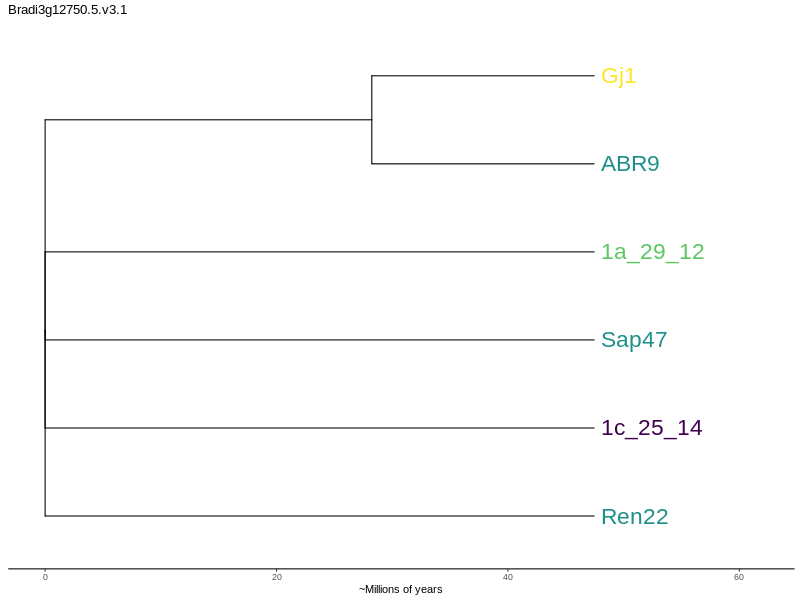 Bradi3g12750.5.v3.1
Gj1
ABR9
1a_29_12
Sap47
1c_25_14
Ren22
0 20 40 60
~Millions of years